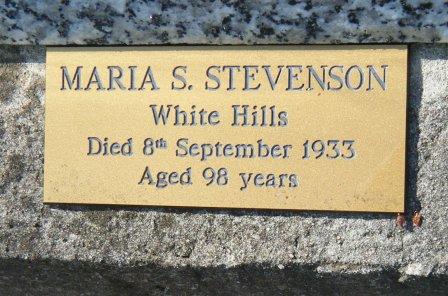 MARIA S. STEVENSON
White Hills
Died 8th September 1933
Aged 98 years